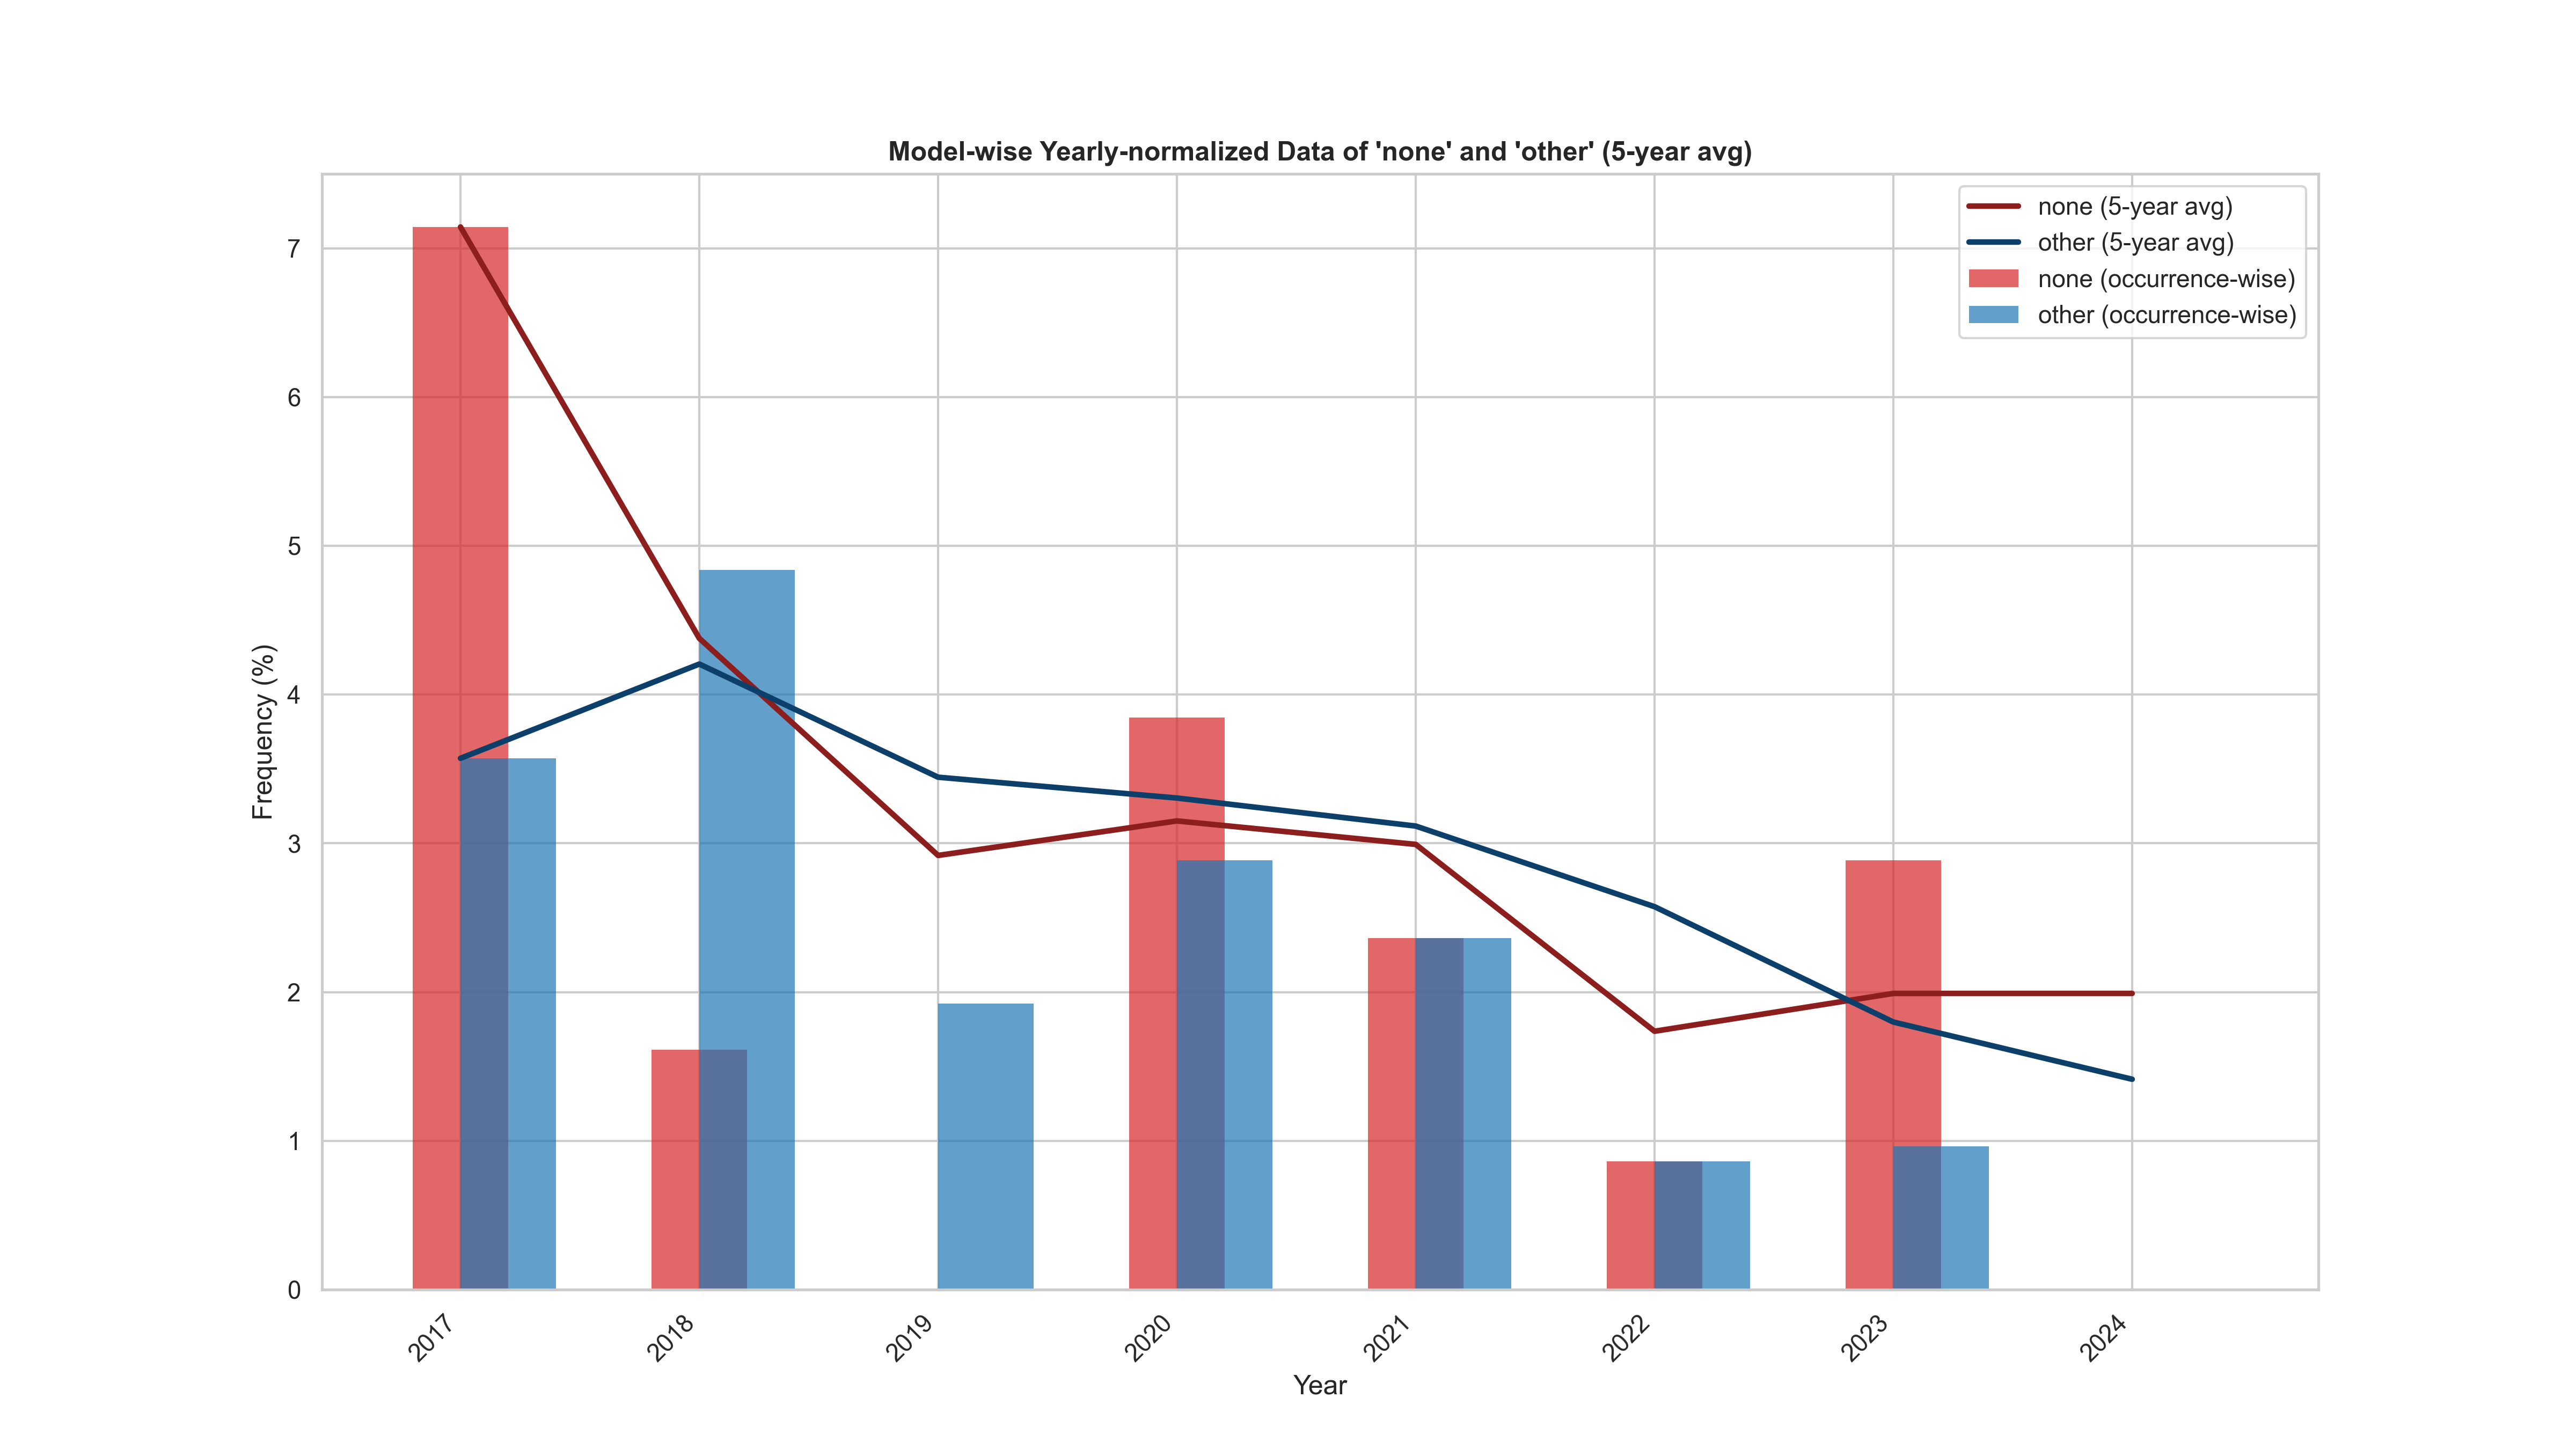 Model-wise Yearly-normalized Data of 'none' and 'other' (5-year avg)
none (5-year avg)
other (5-year avg)
none (occurrence-wise)
other (occurrence-wise)
Frequency (%)
7
6
5
4
3
2
1
0
2017
2018
2019
2020
2021
2022
2023
2024
Year